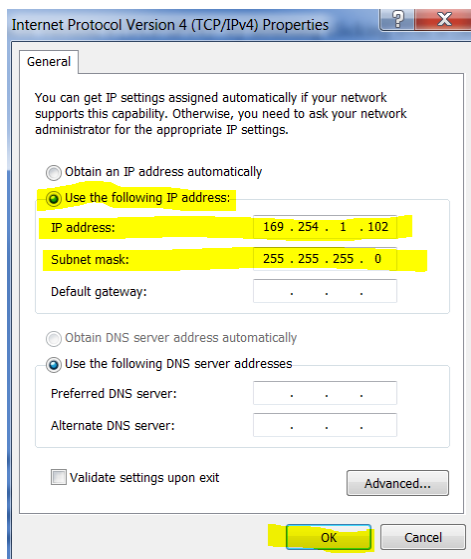 Internet Protocol Version 4 (TCP/IPv4) Properties
? X
General
You can get IP settings assigned automatically if your network
supports this capability. Otherwise, you need to ask your network
administrator for the appropriate IP settings.
Obtain an IP address automatically
Use the following IP address:
IP address: 169 . 254 . 1 . 102
Subnet mask: 255 . 255 . 255 . 0
Default gateway: . . .
Obtain DNS server address automatically
Use the following DNS server addresses
Preferred DNS server: . . .
Alternate DNS server: . . .
Validate settings upon exit Advanced...
OK Cancel